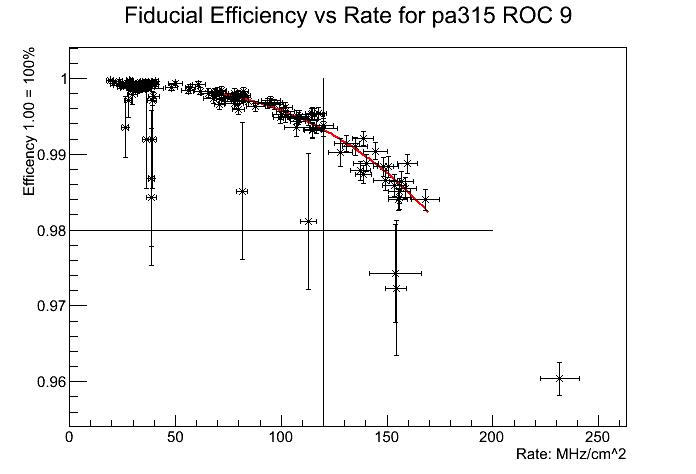 Fiducial Efficiency vs Rate for pa315 ROC 9
Efficency 1.00 = 100%
1
0.99
0.98
0.97
0.96
0 50 100 150 200 250
Rate: MHz/cm^2